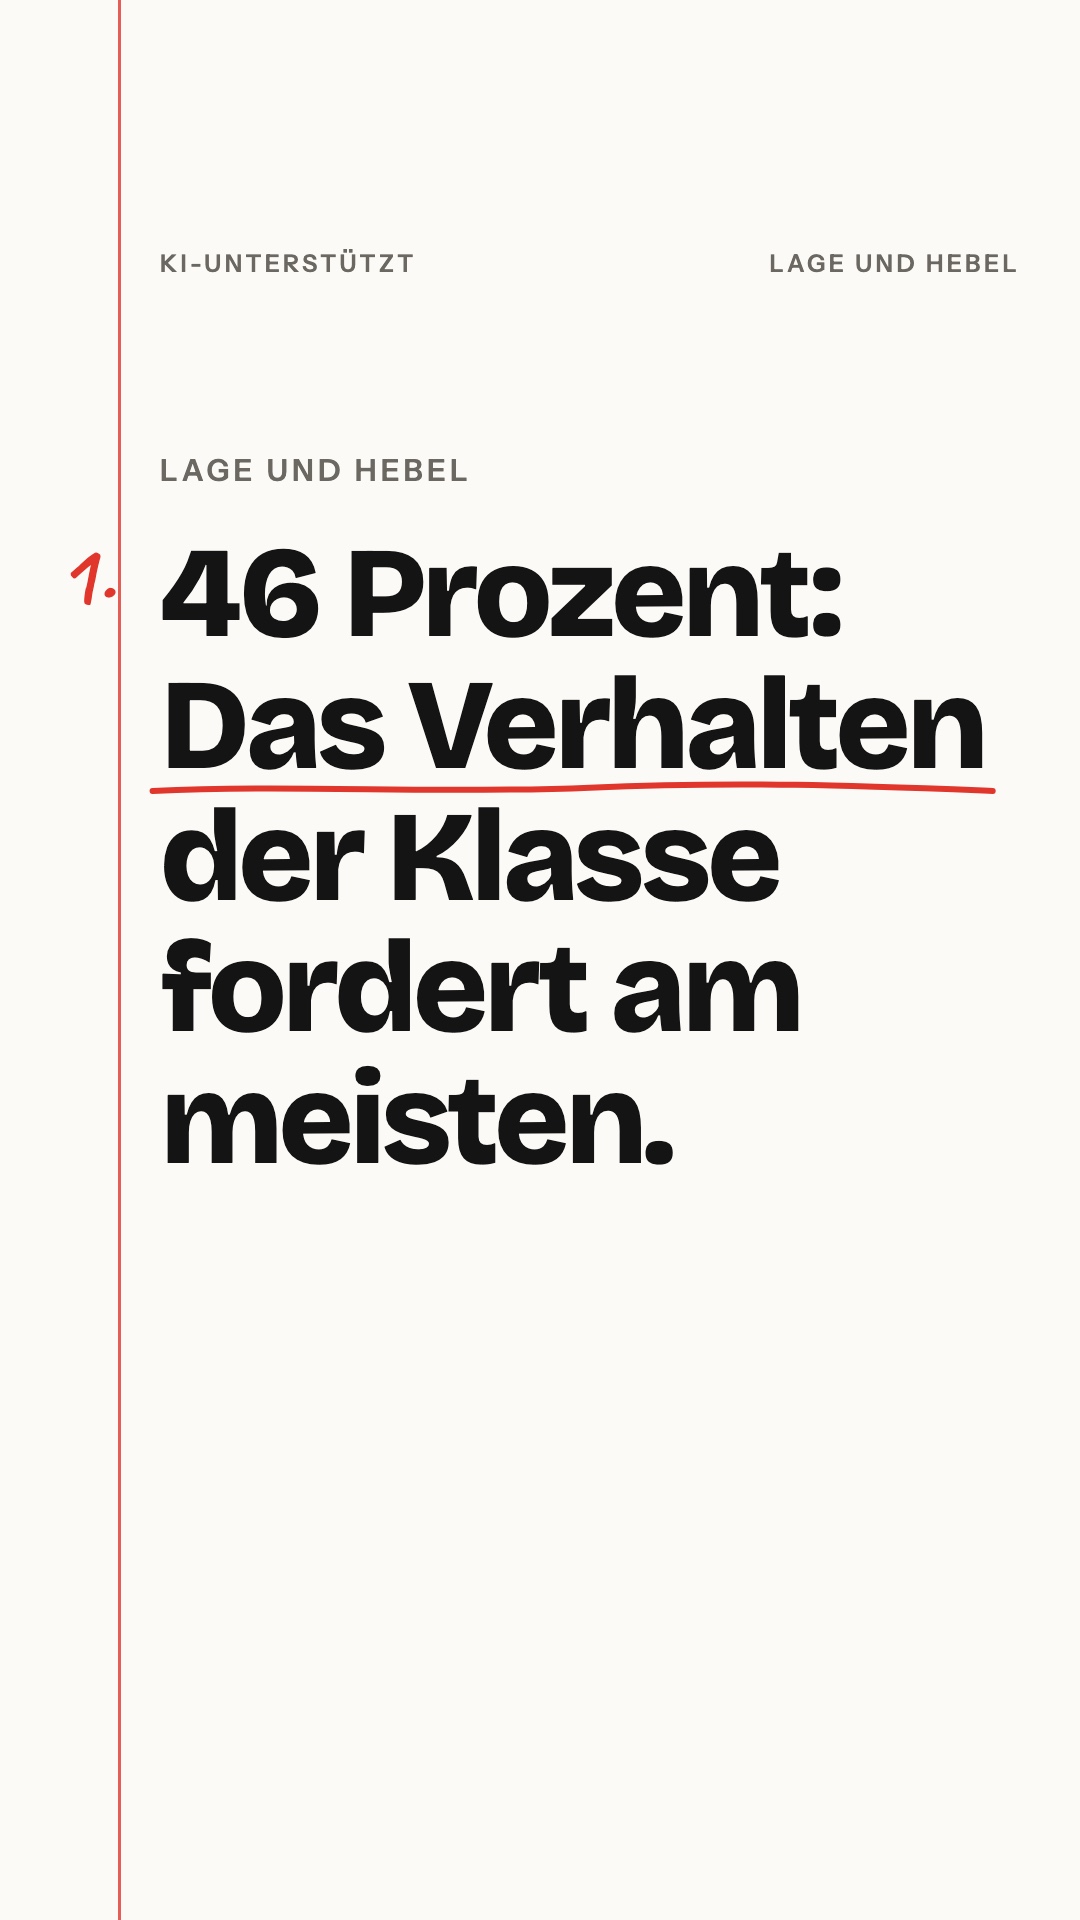 KI-UNTERSTÜTZT
LAGE UND HEBEL
LAGE UND HEBEL
1.
46 Prozent:
Das Verhalten
der Klasse
fordert am
meisten.